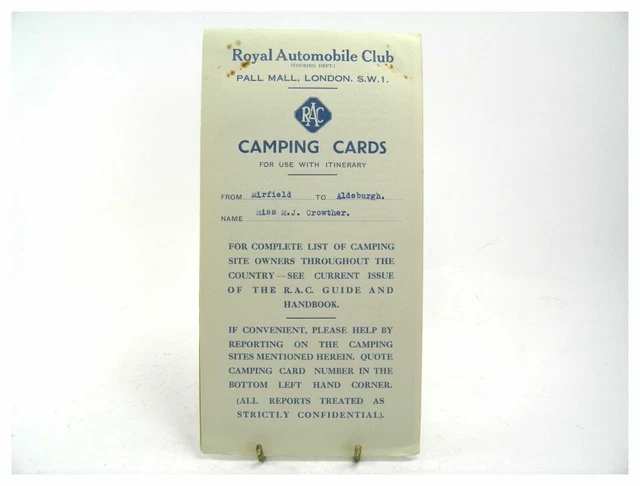 Royal Automobile Club
(TOURING DEPT.)
PALL MALL, LONDON. S.W.1.
RAC
CAMPING CARDS
FOR USE WITH ITINERARY
FROM Mirfield TO Aldeburgh.
NAME Miss M.J. Crowther.
FOR COMPLETE LIST OF CAMPING
SITE OWNERS THROUGHOUT THE
COUNTRY—SEE CURRENT ISSUE
OF THE R.A.C. GUIDE AND
HANDBOOK.
IF CONVENIENT, PLEASE HELP BY
REPORTING ON THE CAMPING
SITES MENTIONED HEREIN. QUOTE
CAMPING CARD NUMBER IN THE
BOTTOM LEFT HAND CORNER.
(ALL REPORTS TREATED AS
STRICTLY CONFIDENTIAL).